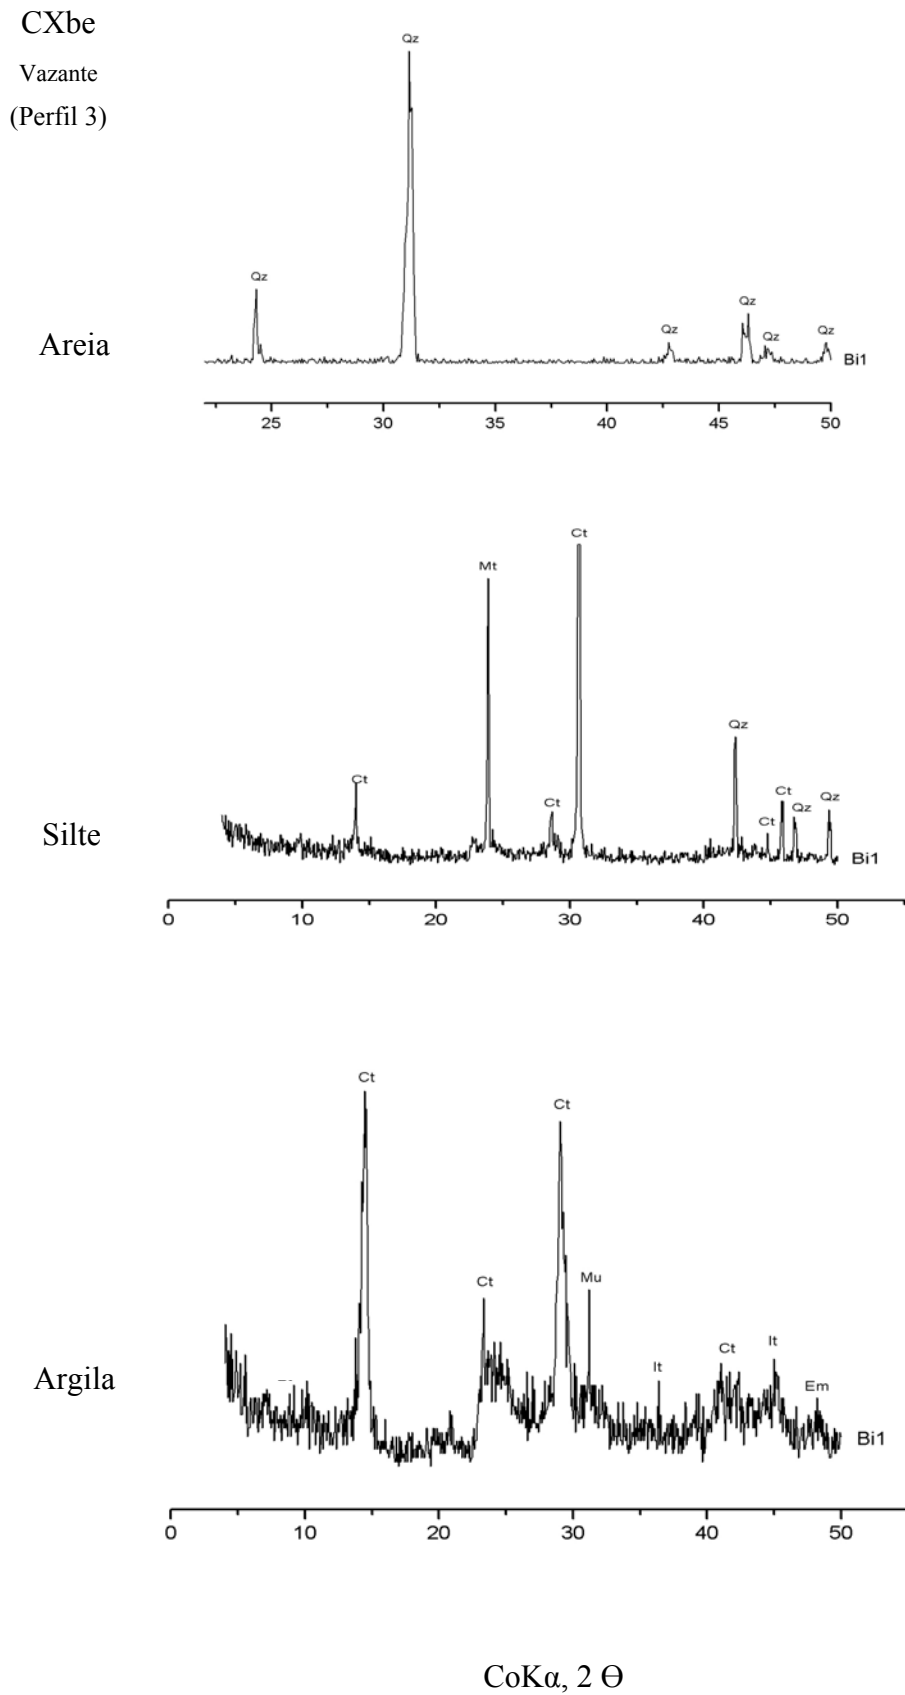 CXbe
Vazante
(Perfil 3)
Qz
Qz
Qz
Qz
Qz
Qz
Areia
Bi1
25 30 35 40 45 50
Ct
Mt
Qz
Ct
Ct
Ct
Qz
Qz
Ct
Silte
Bi1
0 10 20 30 40 50
Ct
Ct
Ct
Mu
It
Ct
It
Em
Argila
Bi1
0 10 20 30 40 50
CoKα, 2 ϴ